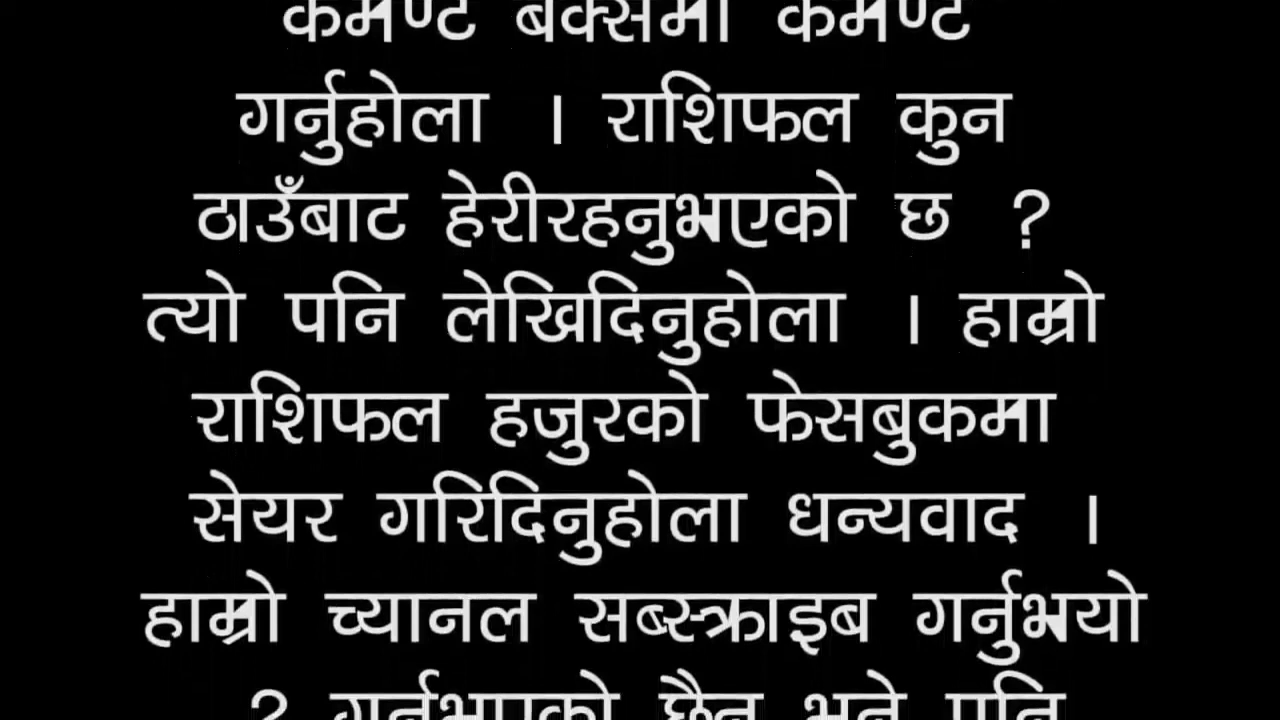 कमेण्ट बक्समा कमेण्ट
गर्नुहोला । राशिफल कुन
ठाउँबाट हेरीरहनुभएको छ ?
त्यो पनि लेखिदिनुहोला । हाम्रो
राशिफल हजुरको फेसबुकमा
सेयर गरिदिनुहोला धन्यवाद ।
हाम्रो च्यानल सब्स्क्राइब गर्नुभयो
? गर्नुभएको छैन भने पनि